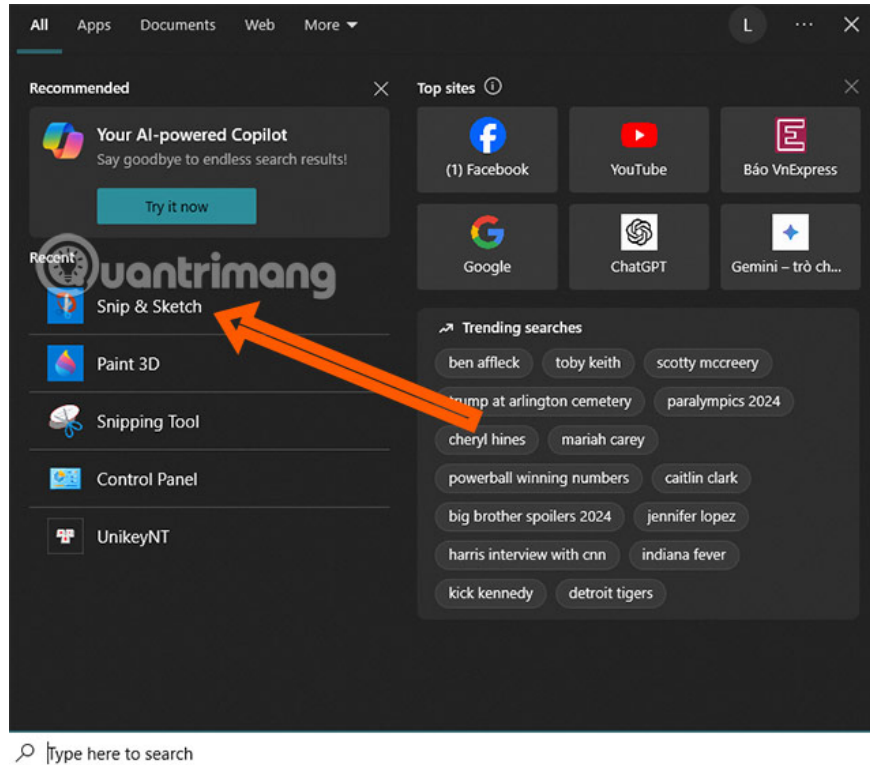 All Apps Documents Web More L ... 
Recommended
Your AI-powered Copilot
Say goodbye to endless search results!
Try it now
Recent
Quantrimang
Snip & Sketch
Paint 3D
Snipping Tool
Control Panel
UnikeyNT
Top sites
(1) Facebook YouTube Báo VnExpress
Google ChatGPT Gemini – trò ch...
Trending searches
ben affleck toby keith scotty mccreery
trump at arlington cemetery paralympics 2024
cheryl hines mariah carey
powerball winning numbers caitlin clark
big brother spoilers 2024 jennifer lopez
harris interview with cnn indiana fever
kick kennedy detroit tigers
Type here to search